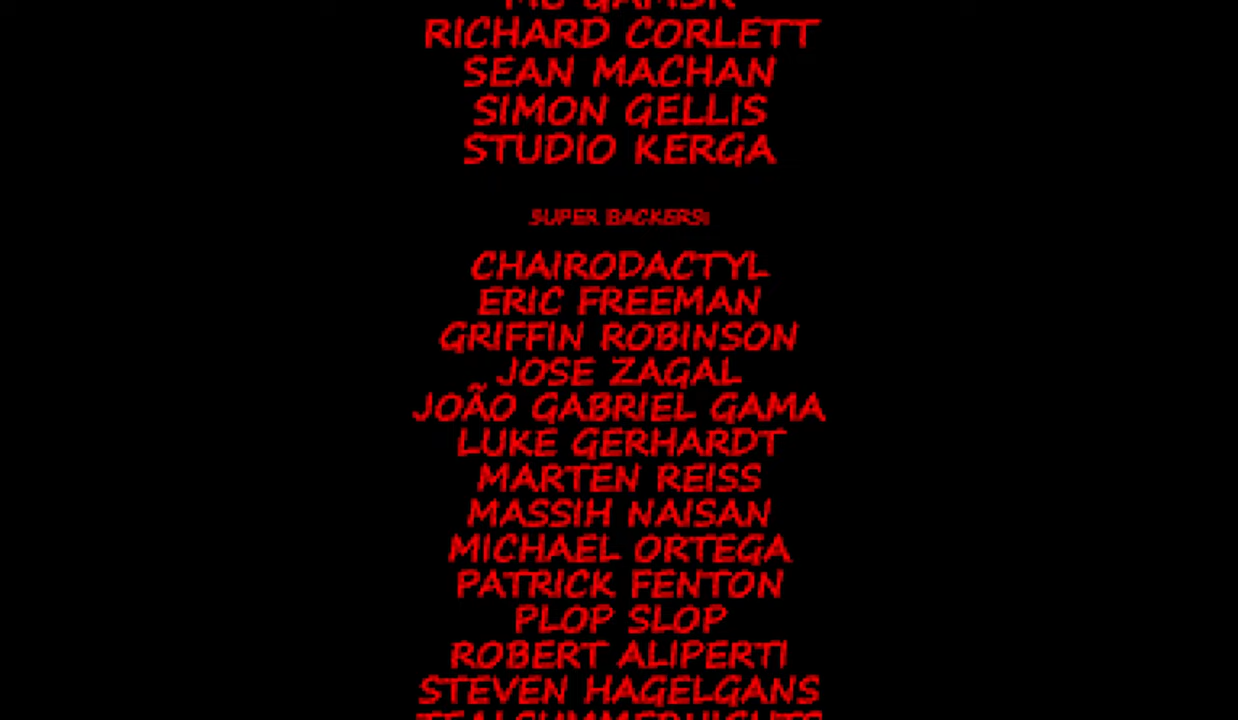 RICHARD CORLETT
SEAN MACHAN
SIMON GELLIS
STUDIO KERGA
SUPER BACKERS:
CHAIRODACTYL
ERIC FREEMAN
GRIFFIN ROBINSON
JOSE ZAGAL
JOÃO GABRIEL GAMA
LUKE GERHARDT
MARTEN REISS
MASSIH NAISAN
MICHAEL ORTEGA
PATRICK FENTON
PLOP SLOP
ROBERT ALIPERTI
STEVEN HAGELGANS